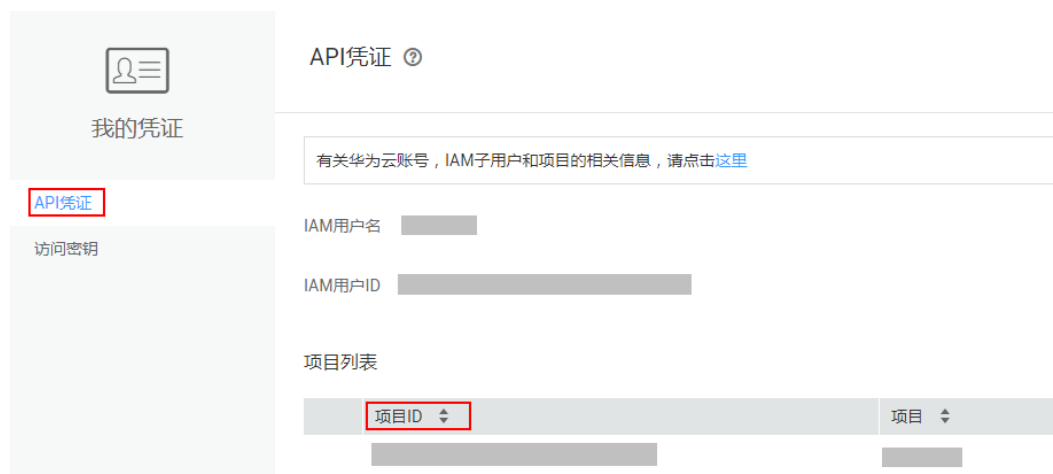 我的凭证
API凭证
访问密钥
API凭证 ?
有关华为云账号，IAM子用户和项目的相关信息，请点击这里
IAM用户名
IAM用户ID
项目列表
项目ID 项目